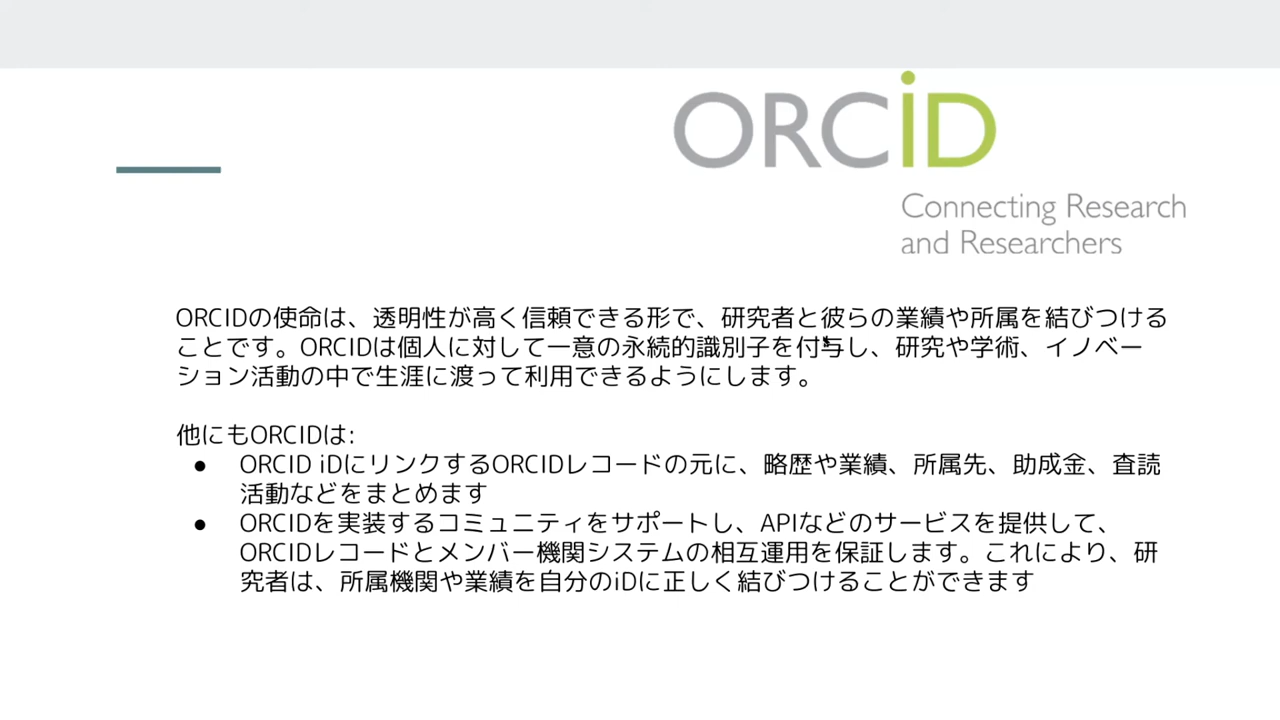 ORCiD
Connecting Research
and Researchers
ORCIDの使命は、透明性が高く信頼できる形で、研究者と彼らの業績や所属を結びつける
ことです。ORCIDは個人に対して一意の永続的識別子を付与し、研究や学術、イノベー
ション活動の中で生涯に渡って利用できるようにします。
他にもORCIDは:
● ORCID iDにリンクするORCIDレコードの元に、略歴や業績、所属先、助成金、査読
活動などをまとめます
● ORCIDを実装するコミュニティをサポートし、APIなどのサービスを提供して、
ORCIDレコードとメンバー機関システムの相互運用を保証します。これにより、研
究者は、所属機関や業績を自分のiDに正しく結びつけることができます